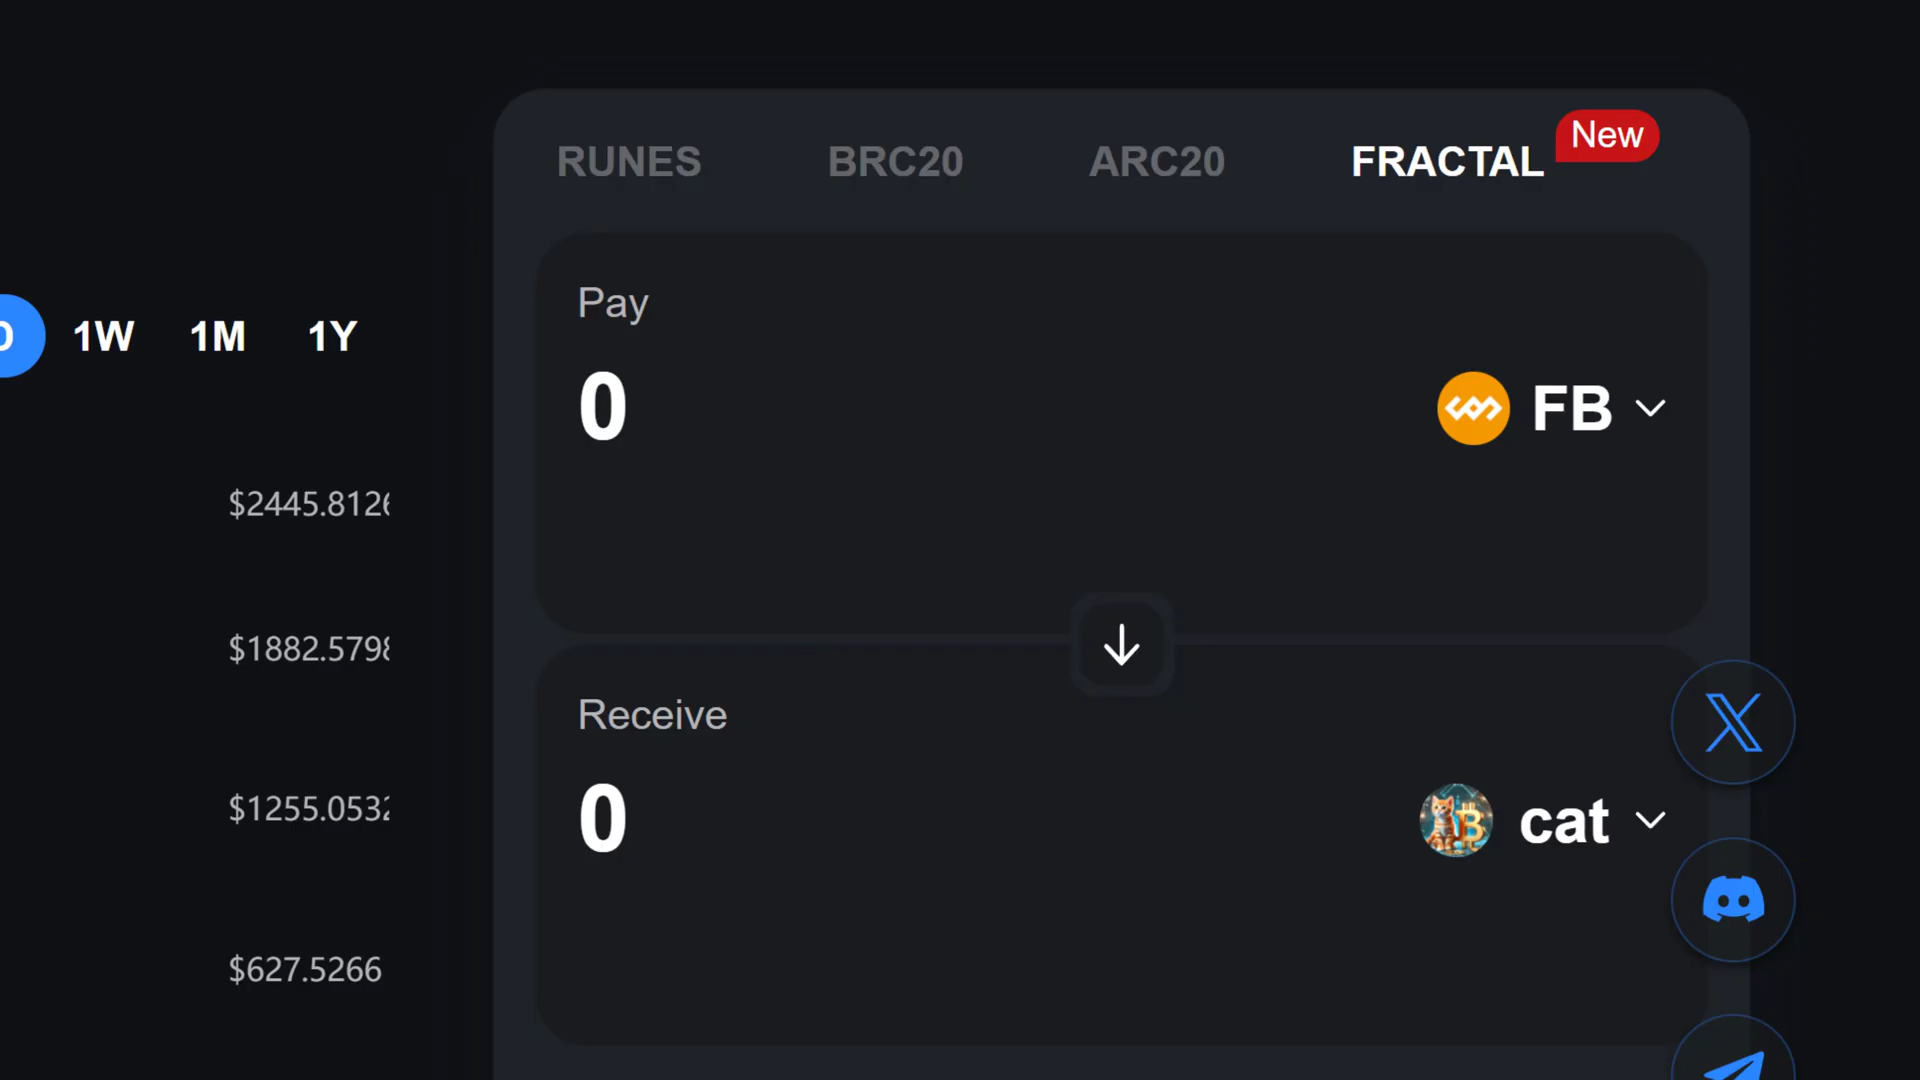 RUNES BRC20 ARC20 FRACTAL New
Pay
1W 1M 1Y
0 FB
$2445.812
$1882.579
Receive
$1255.053
0 cat
$627.5266